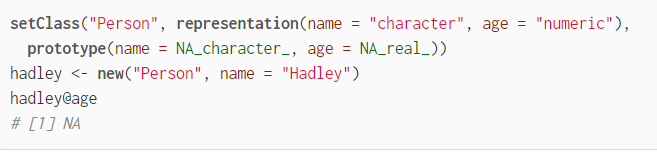 setClass("Person", representation(name = "character", age = "numeric"),
  prototype(name = NA_character_, age = NA_real_))
hadley <- new("Person", name = "Hadley")
hadley@age
# [1] NA